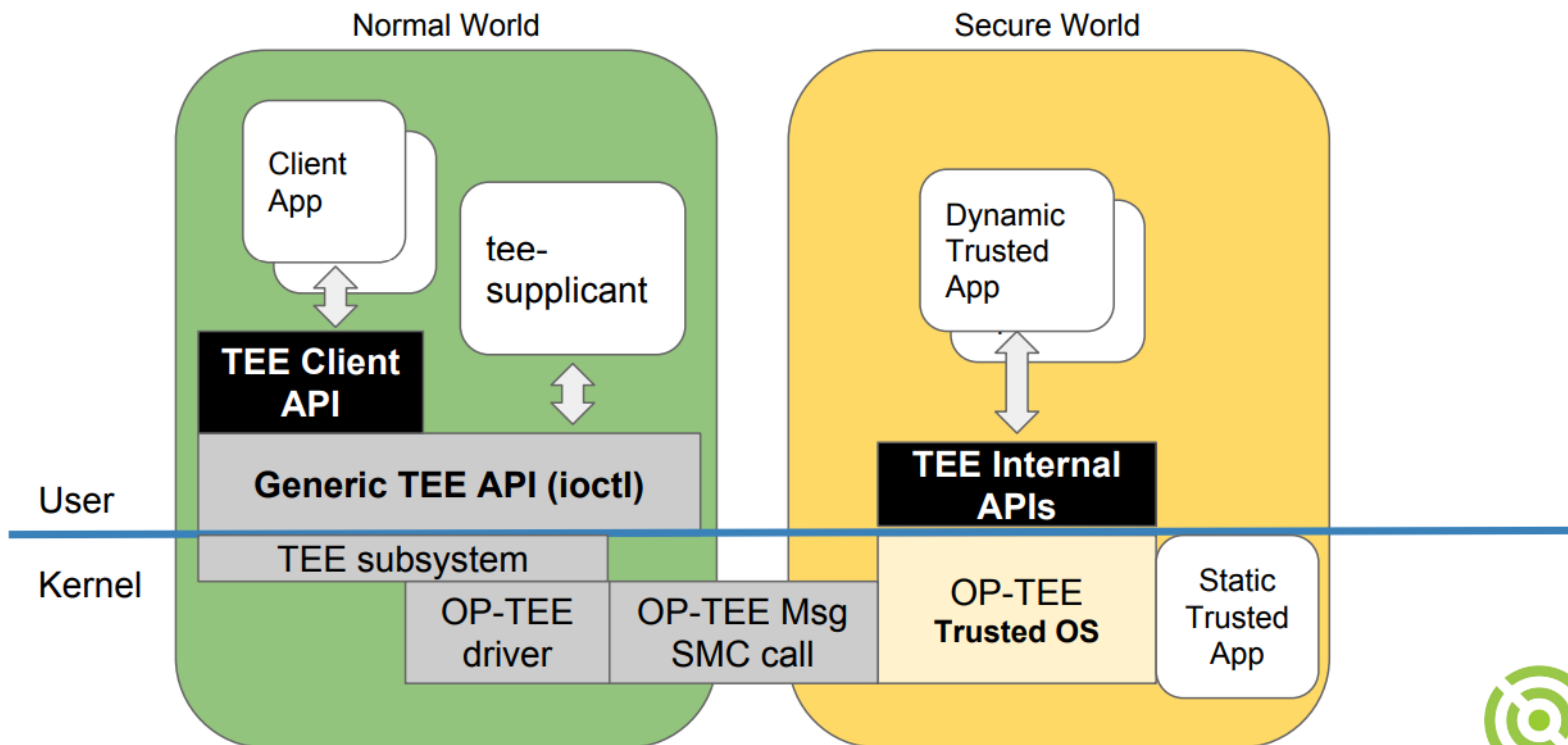 Normal World
Secure World
Client
App
tee-
supplicant
Dynamic
Trusted
App
TEE Client
API
Generic TEE API (ioctl)
TEE Internal
APIs
User
Kernel
TEE subsystem
OP-TEE
driver
OP-TEE Msg
SMC call
OP-TEE
Trusted OS
Static
Trusted
App